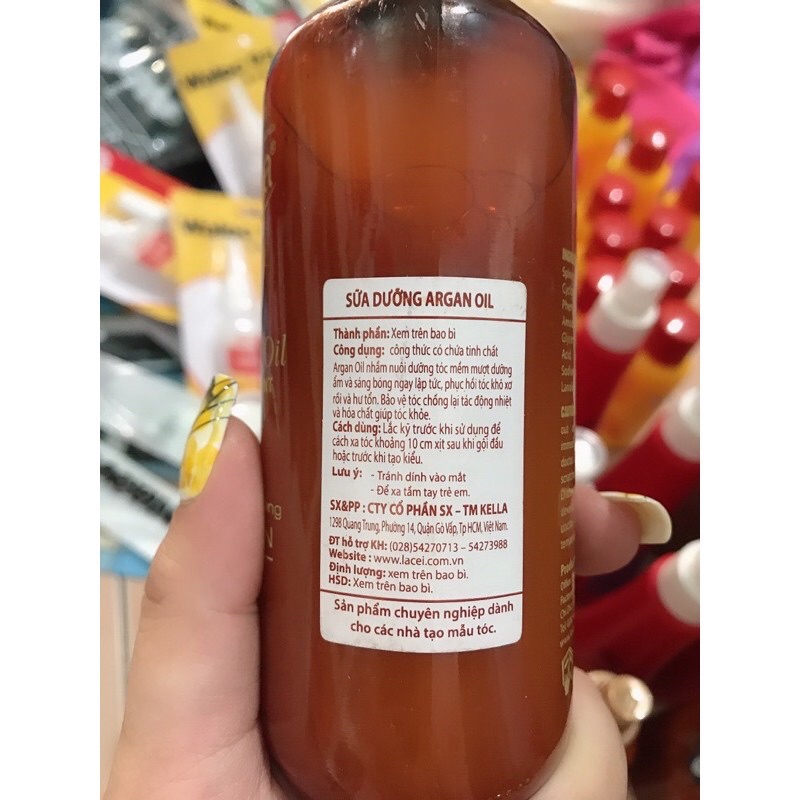 SỮA DƯỠNG ARGAN OIL
Thành phần: Xem trên bao bì
Công dụng: công thức có chứa tinh chất
Argan Oil nhằm nuôi dưỡng tóc mềm mượt dưỡng
ẩm và sáng bóng ngay lập tức, phục hồi tóc khô xơ
rối và hư tổn. Bảo vệ tóc chống lại tác động nhiệt
và hóa chất giúp tóc khỏe.
Cách dùng: Lắc kỹ trước khi sử dụng để
cách xa tóc khoảng 10 cm xịt sau khi gội đầu
hoặc trước khi tạo kiểu.
Lưu ý: - Tránh dính vào mắt
- Để xa tầm tay trẻ em.
SX&PP : CTY CỔ PHẦN SX – TM KELLA
1298 Quang Trung, Phường 14, Quận Gò Vấp, Tp HCM, Việt Nam.
ĐT hỗ trợ KH: (028)54270713 – 54273988
Website : www.lacei.com.vn
Định lượng: xem trên bao bì.
HSD: Xem trên bao bì.
Sản phẩm chuyên nghiệp dành
cho các nhà tạo mẫu tóc.
Oil